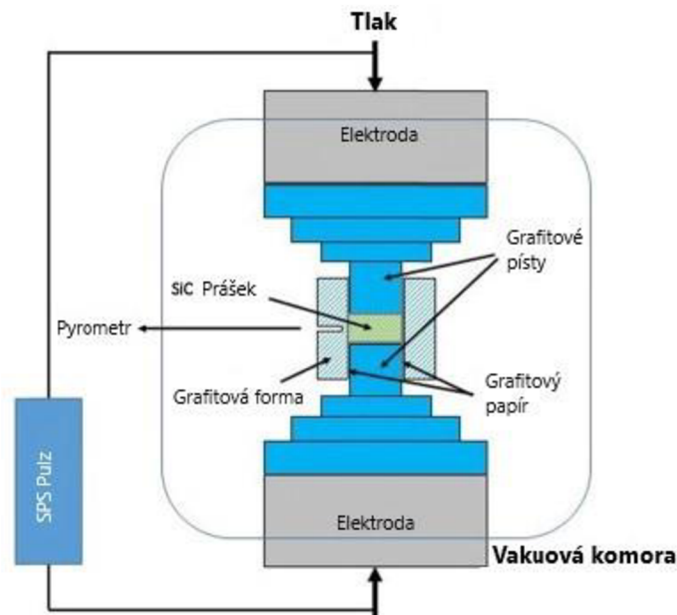 Tlak
Elektroda
Grafitové
písty
SiC Prášek
Pyrometr
Grafitová forma
Grafitový
papír
SPS Pulz
Elektroda
Vakuová komora